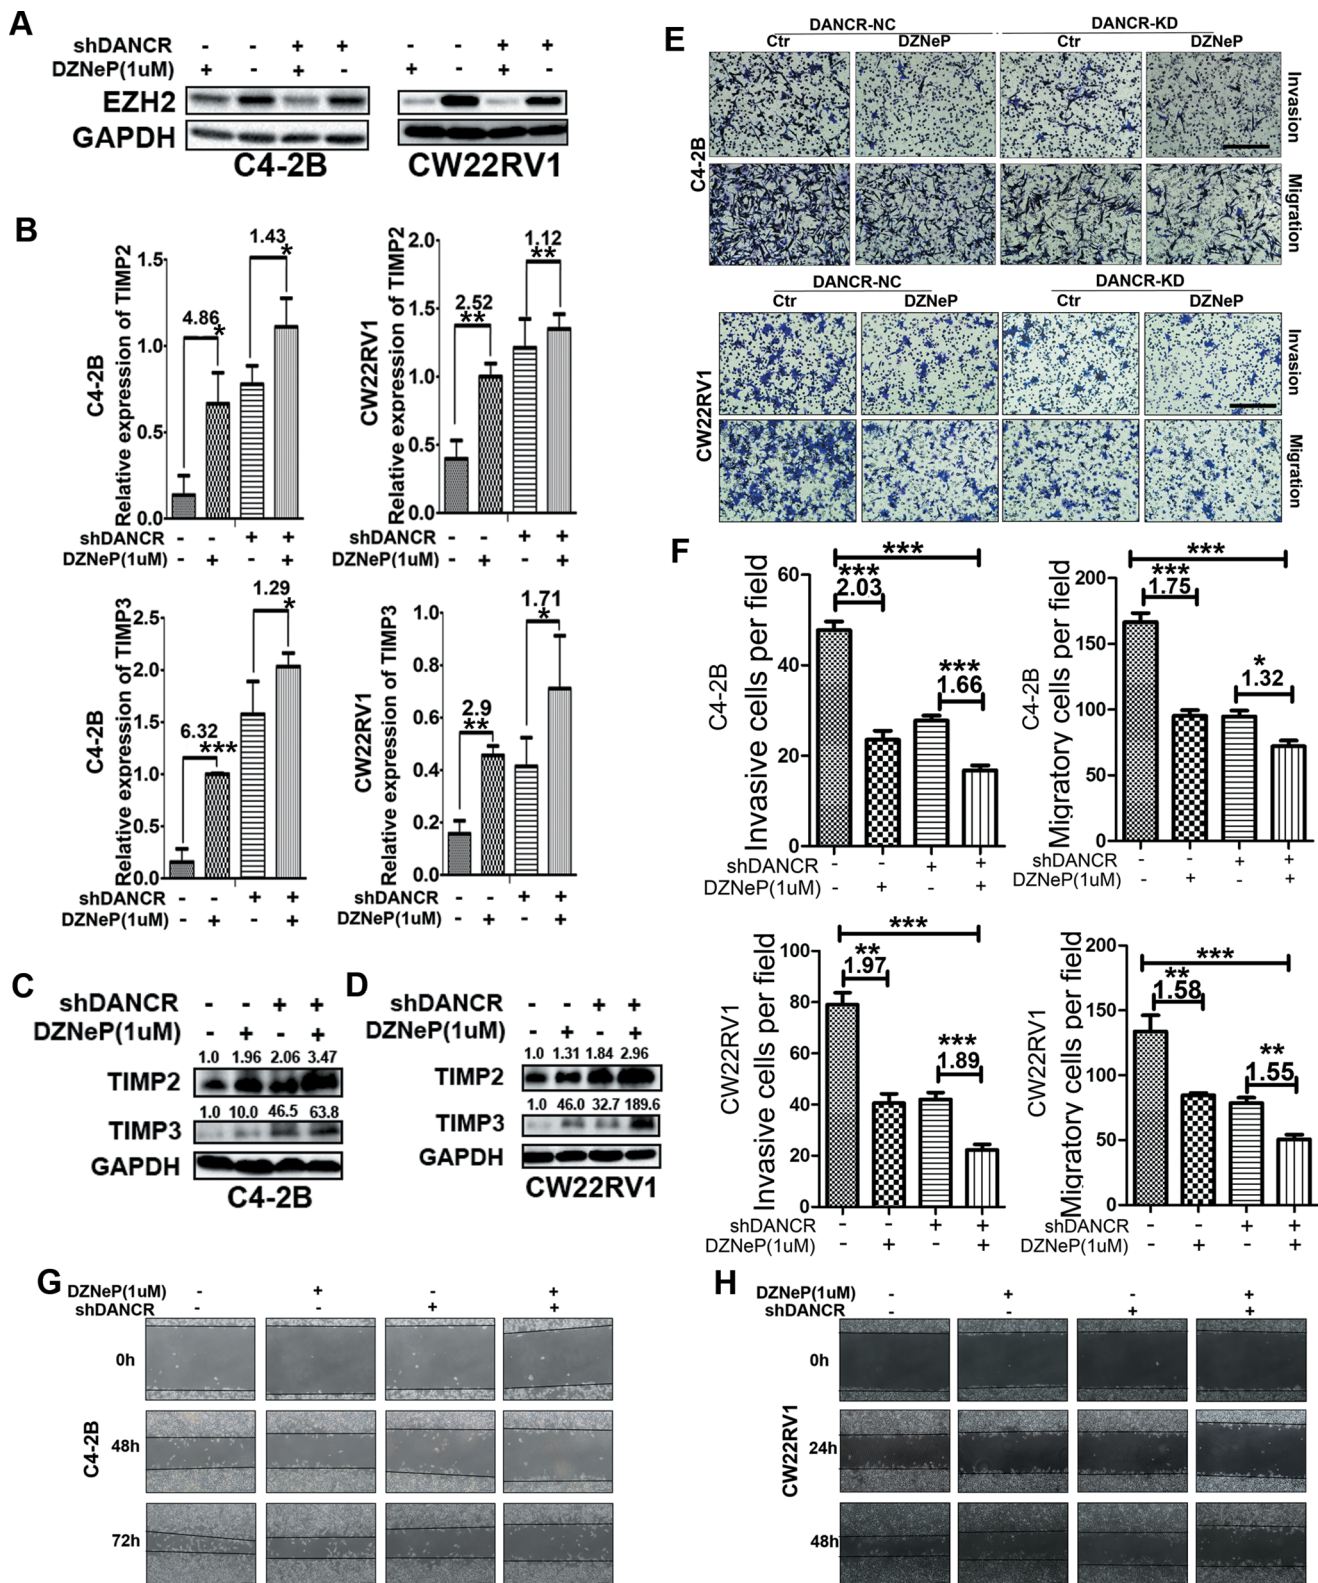 A
shDANCR - - + +
DZNeP(1uM) + - + -
EZH2
GAPDH
C4-2B
- - + +
+ - + -
CW22RV1
B
C4-2B
Relative expression of TIMP2
1.5
1.0
0.5
0.0
4.86
*
1.43
*
shDANCR - - + +
DZNeP(1uM) - + - +
CW22RV1
Relative expression of TIMP2
2.0
1.5
1.0
0.5
0.0
2.52
**
1.12
**
- - + +
- + - +
C4-2B
Relative expression of TIMP3
2.5
2.0
1.5
1.0
0.5
0.0
6.32
***
1.29
*
shDANCR - - + +
DZNeP(1uM) - + - +
CW22RV1
Relative expression of TIMP3
1.0
0.8
0.6
0.4
0.2
0.0
2.9
**
1.71
*
shDANCR - - + +
DZNeP(1uM) - + - +
C
shDANCR - - + +
DZNeP(1uM) - + - +
1.0 1.96 2.06 3.47
TIMP2
1.0 10.0 46.5 63.8
TIMP3
GAPDH
C4-2B
D
shDANCR - - + +
DZNeP(1uM) - + - +
1.0 1.31 1.84 2.96
TIMP2
1.0 46.0 32.7 189.6
TIMP3
GAPDH
CW22RV1
E
DANCR-NC DANCR-KD
Ctr DZNeP Ctr DZNeP
C4-2B
Invasion
Migration
DANCR-NC DANCR-KD
Ctr DZNeP Ctr DZNeP
CW22RV1
Invasion
Migration
F
C4-2B
Invasive cells per field
60
40
20
0
***
***
2.03
***
1.66
shDANCR - - + +
DZNeP(1uM) - + - +
C4-2B
Migratory cells per field
200
150
100
50
0
***
***
1.75
*
1.32
shDANCR - - + +
DZNeP(1uM) - + - +
CW22RV1
Invasive cells per field
100
80
60
40
20
0
***
**
1.97
***
1.89
shDANCR - - + +
DZNeP(1uM) - + - +
CW22RV1
Migratory cells per field
200
150
100
50
0
***
**
1.58
**
1.55
shDANCR - - + +
DZNeP(1uM) - + - +
G
DZNeP(1uM) - + - +
shDANCR - - + +
C4-2B
0h
48h
72h
H
DZNeP(1uM) - + - +
shDANCR - - + +
CW22RV1
0h
24h
48h